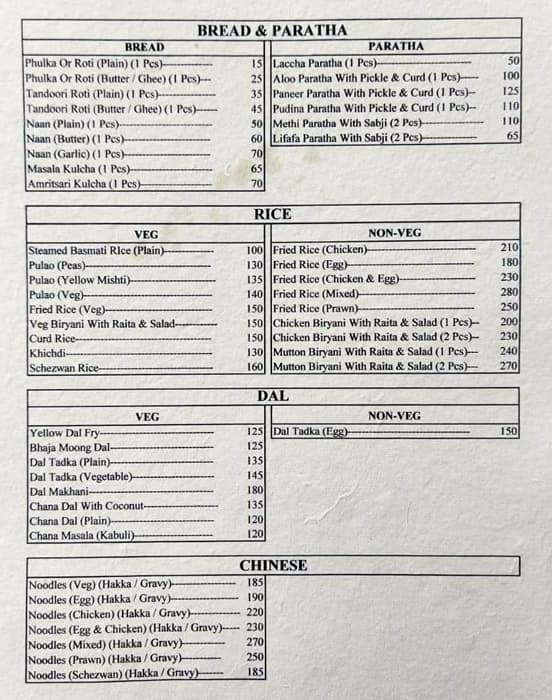 BREAD & PARATHA
BREAD
Phulka Or Roti (Plain) (1 Pcs) 15
Phulka Or Roti (Butter / Ghee) (1 Pcs) 25
Tandoori Roti (Plain) (1 Pcs) 35
Tandoori Roti (Butter / Ghee) (1 Pcs) 45
Naan (Plain) (1 Pcs) 50
Naan (Butter) (1 Pcs) 60
Naan (Garlic) (1 Pcs) 70
Masala Kulcha (1 Pcs) 65
Amritsari Kulcha (1 Pcs) 70
PARATHA
Laccha Paratha (1 Pcs) 50
Aloo Paratha With Pickle & Curd (1 Pcs) 100
Paneer Paratha With Pickle & Curd (1 Pcs) 125
Pudina Paratha With Pickle & Curd (1 Pcs) 110
Methi Paratha With Sabji (2 Pcs) 110
Lifafa Paratha With Sabji (2 Pcs) 65
RICE
VEG
Steamed Basmati RIce (Plain) 100
Pulao (Peas) 130
Pulao (Yellow Mishti) 135
Pulao (Veg) 140
Fried Rice (Veg) 150
Veg Biryani With Raita & Salad 150
Curd Rice 150
Khichdi 130
Schezwan Rice 160
NON-VEG
Fried Rice (Chicken) 210
Fried Rice (Egg) 180
Fried Rice (Chicken & Egg) 230
Fried Rice (Mixed) 280
Fried Rice (Prawn) 250
Chicken Biryani With Raita & Salad (1 Pcs) 200
Chicken Biryani With Raita & Salad (2 Pcs) 230
Mutton Biryani With Raita & Salad (1 Pcs) 240
Mutton Biryani With Raita & Salad (2 Pcs) 270
DAL
VEG
Yellow Dal Fry 125
Bhaja Moong Dal 125
Dal Tadka (Plain) 135
Dal Tadka (Vegetable) 145
Dal Makhani 180
Chana Dal With Coconut 135
Chana Dal (Plain) 120
Chana Masala (Kabuli) 120
NON-VEG
Dal Tadka (Egg) 150
CHINESE
Noodles (Veg) (Hakka / Gravy) 185
Noodles (Egg) (Hakka / Gravy) 190
Noodles (Chicken) (Hakka / Gravy) 220
Noodles (Egg & Chicken) (Hakka / Gravy) 230
Noodles (Mixed) (Hakka / Gravy) 270
Noodles (Prawn) (Hakka / Gravy) 250
Noodles (Schezwan) (Hakka / Gravy) 185